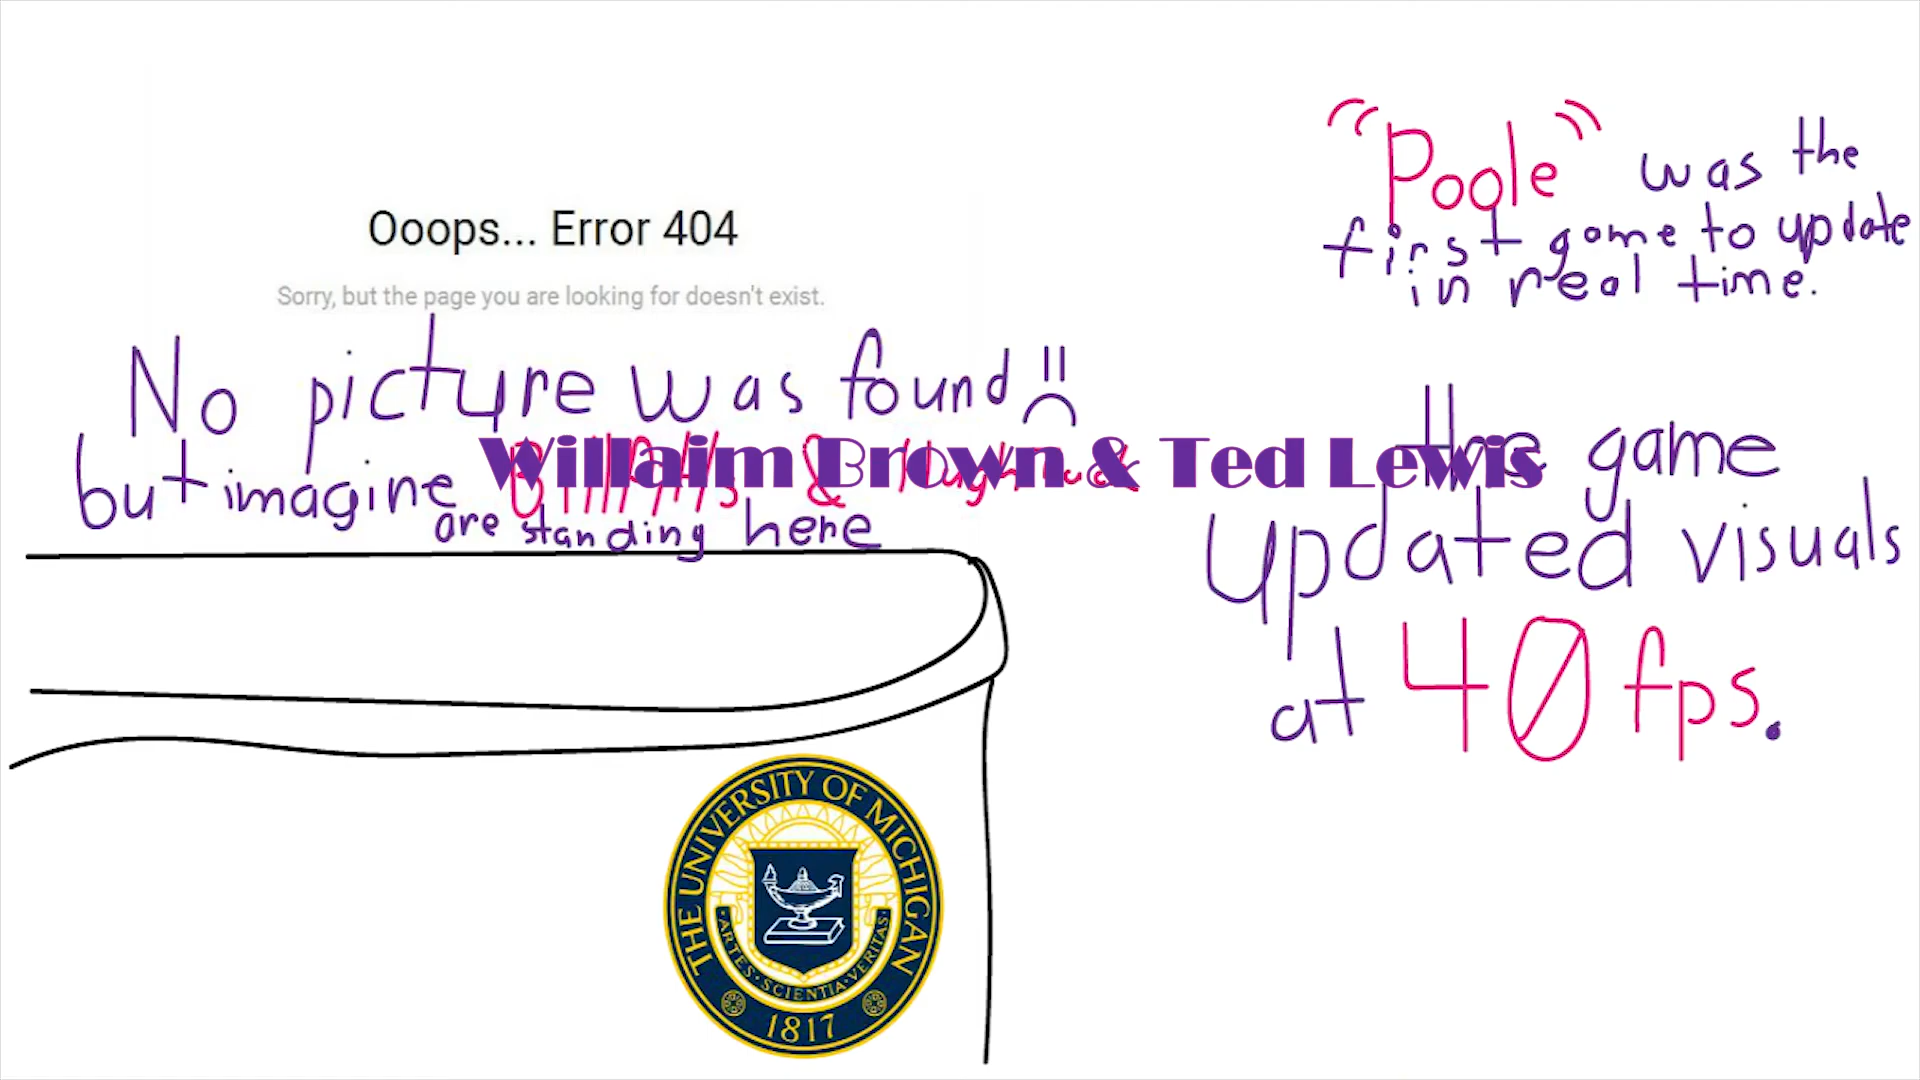 Ooops... Error 404
Sorry, but the page you are looking for doesn't exist.
No picture was found
but imagine &
are standing here
Willaim Brown & Ted Lewis
"Poole" was the
first game to update
in real time.
the game
updated visuals
at 40 fps.
THE UNIVERSITY OF MICHIGAN
ARTES · SCIENTIA · VERITAS
1817